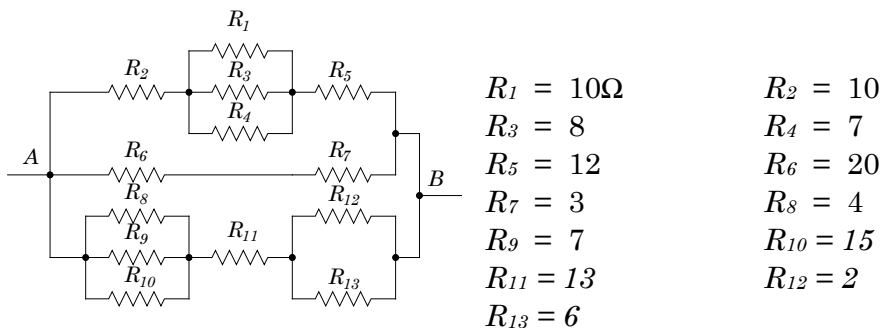 R1
R2
R3
R5
R4
A
R6
R7
B
R8
R12
R9
R11
R10
R13
R1 = 10Ω
R2 = 10
R3 = 8
R4 = 7
R5 = 12
R6 = 20
R7 = 3
R8 = 4
R9 = 7
R10 = 15
R11 = 13
R12 = 2
R13 = 6